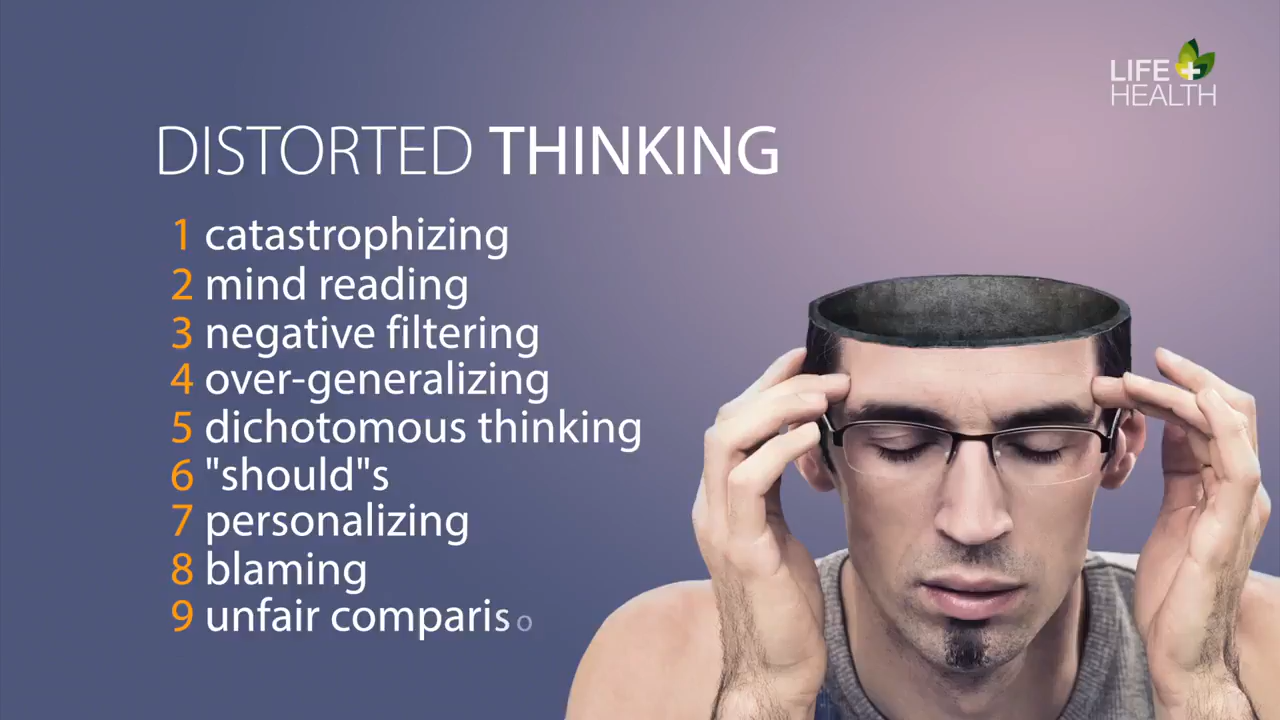 LIFE
HEALTH
DISTORTED THINKING
1 catastrophizing
2 mind reading
3 negative filtering
4 over-generalizing
5 dichotomous thinking
6 "should"s
7 personalizing
8 blaming
9 unfair compariso